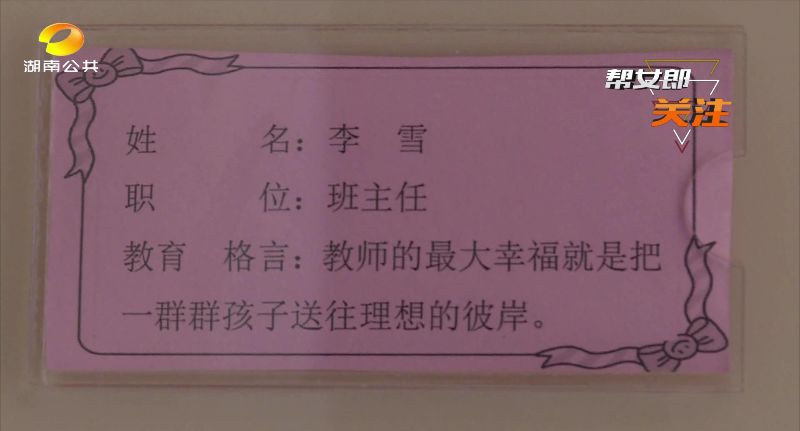 湖南公共
帮女郎
关注
姓 名：李 雪
职 位：班主任
教育 格言：教师的最大幸福就是把
一群群孩子送往理想的彼岸。